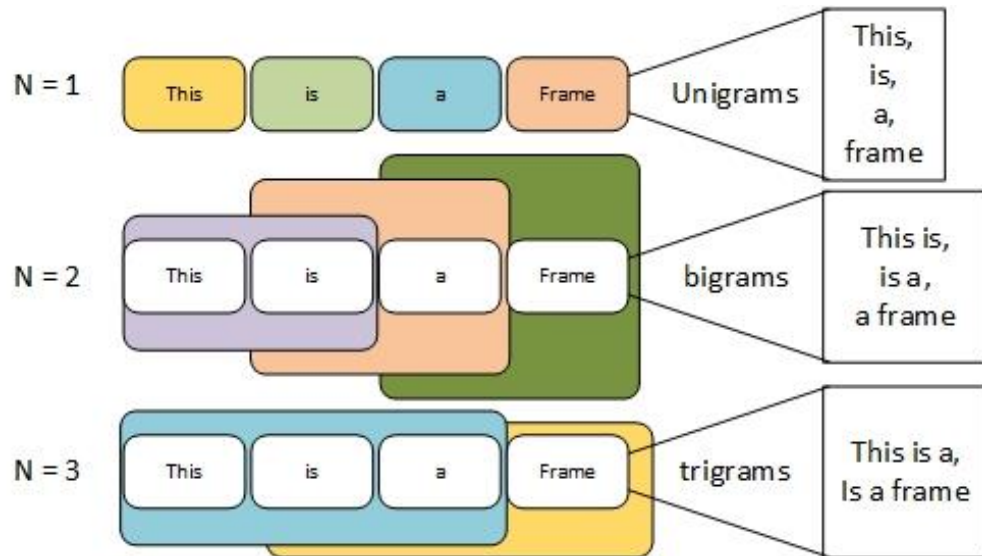 N = 1
This
is
a
Frame
Unigrams
This,
is,
a,
frame
N = 2
This
is
a
Frame
bigrams
This is,
is a,
a frame
N = 3
This
is
a
Frame
trigrams
This is a,
Is a frame